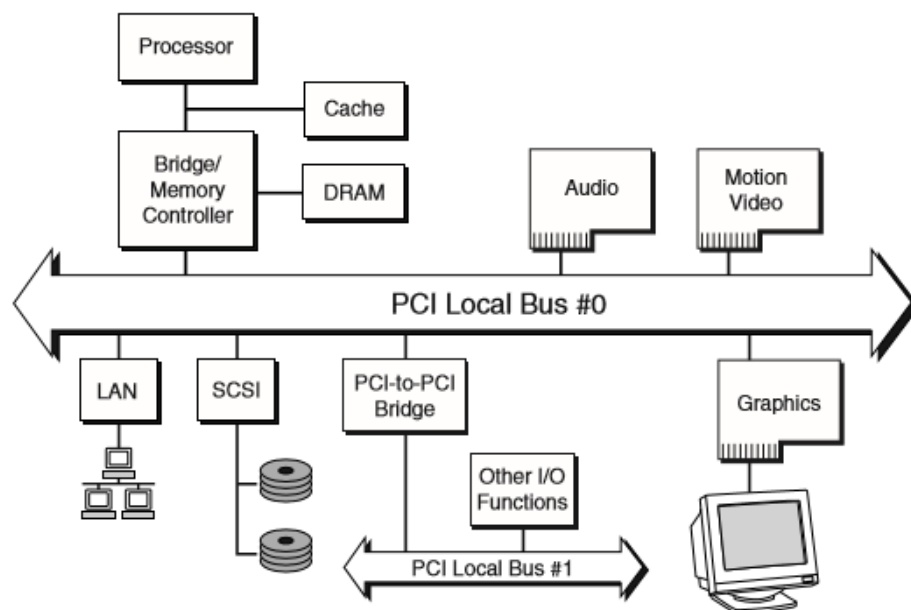 Processor
Cache
Bridge/
Memory
Controller
DRAM
Audio
Motion
Video
PCI Local Bus #0
LAN
SCSI
PCI-to-PCI
Bridge
Graphics
Other I/O
Functions
PCI Local Bus #1